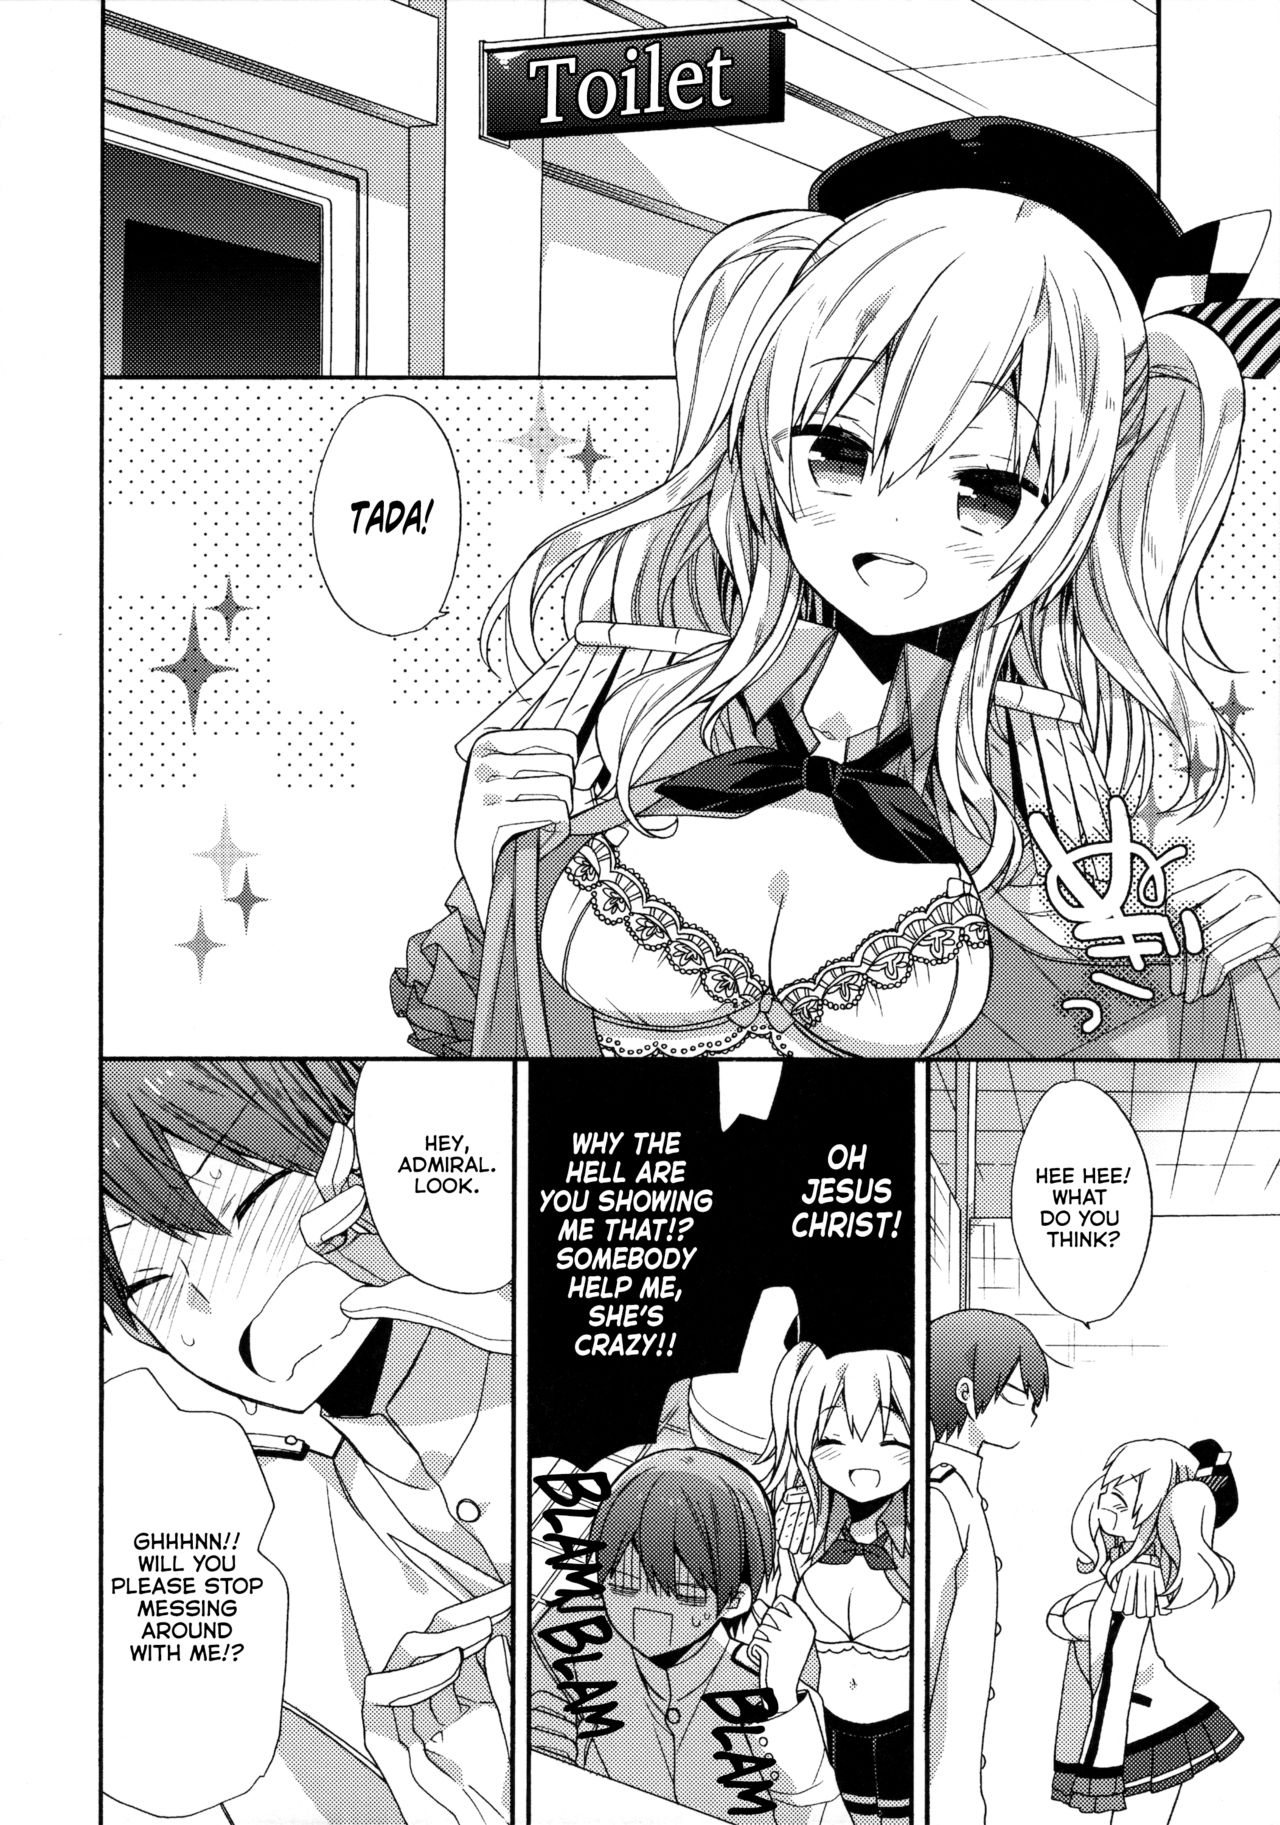 Toilet
TADA!
HEE HEE!
WHAT
DO YOU
THINK?
OH
JESUS
CHRIST!
WHY THE
HELL ARE
YOU SHOWING
ME THAT!?
SOMEBODY
HELP ME,
SHE'S
CRAZY!!
BLAM
BLAM
BLAM
HEY,
ADMIRAL.
LOOK.
GHHHNN!!
WILL YOU
PLEASE STOP
MESSING
AROUND
WITH ME!?